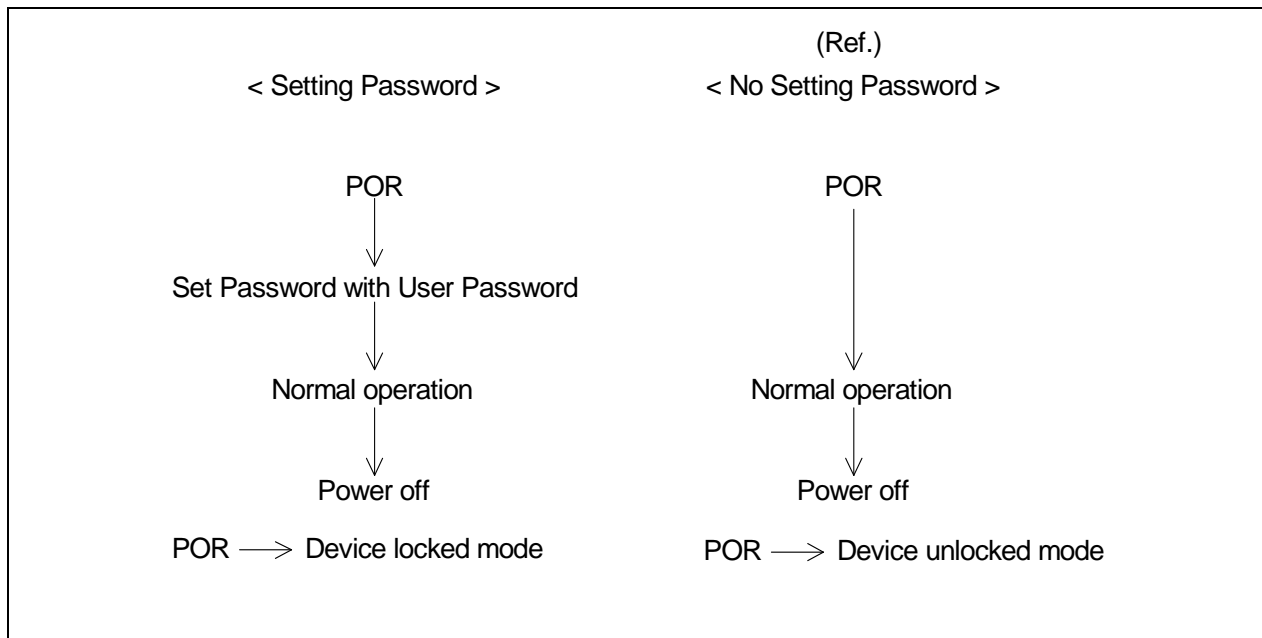 (Ref.)
< Setting Password >
< No Setting Password >
POR
Set Password with User Password
Normal operation
Power off
POR
Device locked mode
POR
Normal operation
Power off
POR
Device unlocked mode